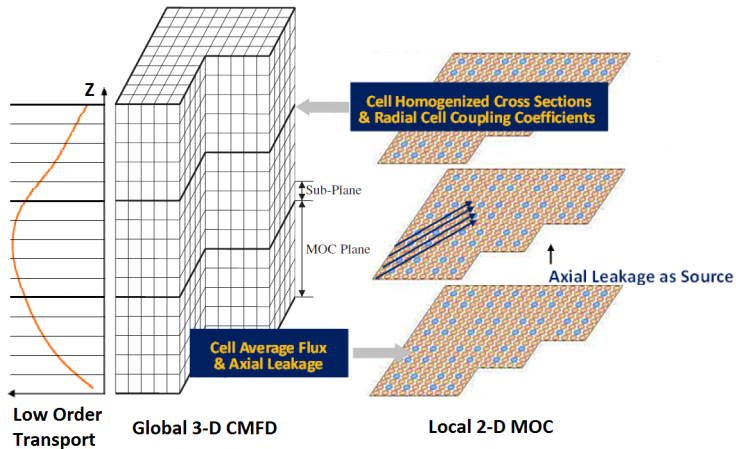 Z
Cell Homogenized Cross Sections
& Radial Cell Coupling Coefficients
Sub-Plane
MOC Plane
Axial Leakage as Source
Cell Average Flux
& Axial Leakage
Low Order
Transport
Global 3-D CMFD
Local 2-D MOC